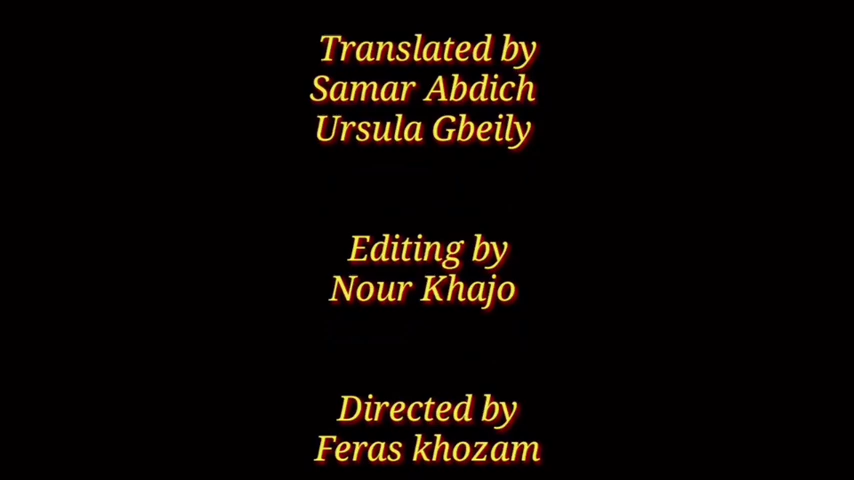 Translated by
Samar Abdich
Ursula Gbeily
Editing by
Nour Khajo
Directed by
Feras khozam